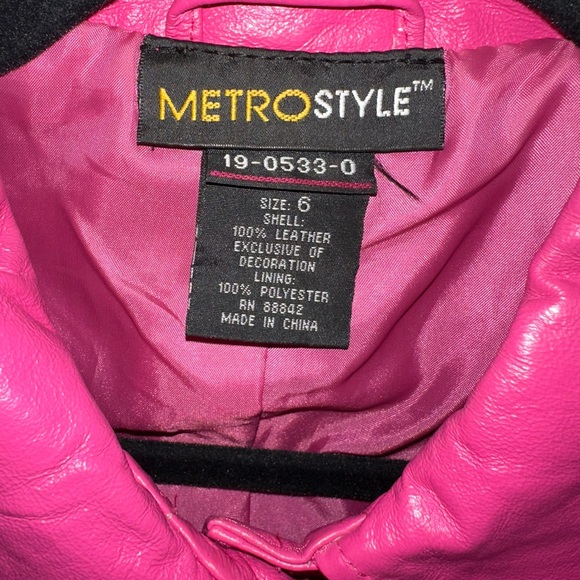 METROSTYLE™
19-0533-0
SIZE: 6
SHELL:
100% LEATHER
EXCLUSIVE OF
DECORATION
LINING:
100% POLYESTER
RN 88842
MADE IN CHINA